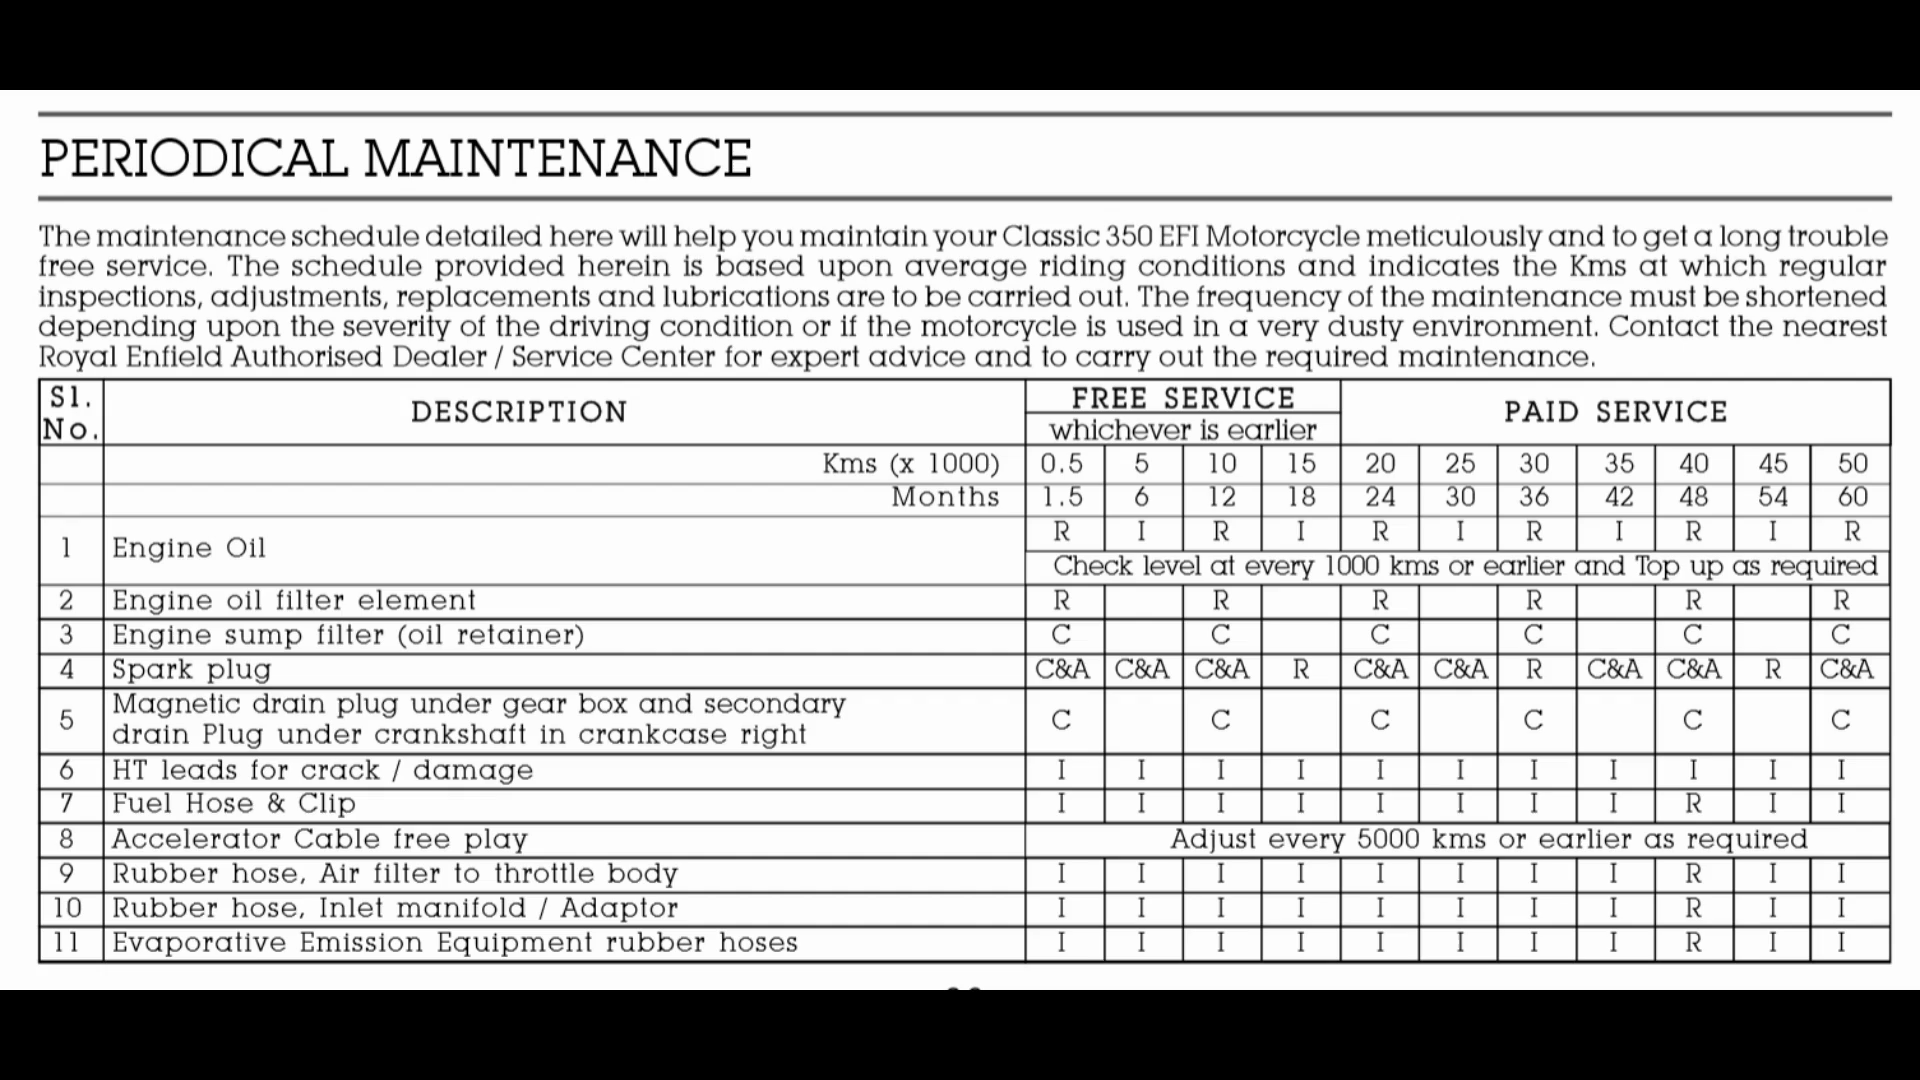 PERIODICAL MAINTENANCE
The maintenance schedule detailed here will help you maintain your Classic 350 EFI Motorcycle meticulously and to get a long trouble
free service. The schedule provided herein is based upon average riding conditions and indicates the Kms at which regular
inspections, adjustments, replacements and lubrications are to be carried out. The frequency of the maintenance must be shortened
depending upon the severity of the driving condition or if the motorcycle is used in a very dusty environment. Contact the nearest
Royal Enfield Authorised Dealer / Service Center for expert advice and to carry out the required maintenance.
Sl. No. DESCRIPTION FREE SERVICE whichever is earlier PAID SERVICE
Kms (x 1000) 0.5 5 10 15 20 25 30 35 40 45 50
Months 1.5 6 12 18 24 30 36 42 48 54 60
1 Engine Oil R I R I R I R I R I R
Check level at every 1000 kms or earlier and Top up as required
2 Engine oil filter element R R R R R R
3 Engine sump filter (oil retainer) C C C C C C
4 Spark plug C&A C&A C&A R C&A C&A R C&A C&A R C&A
5 Magnetic drain plug under gear box and secondary
drain Plug under crankshaft in crankcase right C C C C C C
6 HT leads for crack / damage I I I I I I I I I I I
7 Fuel Hose & Clip I I I I I I I I R I I
8 Accelerator Cable free play Adjust every 5000 kms or earlier as required
9 Rubber hose, Air filter to throttle body I I I I I I I I R I I
10 Rubber hose, Inlet manifold / Adaptor I I I I I I I I R I I
11 Evaporative Emission Equipment rubber hoses I I I I I I I I R I I